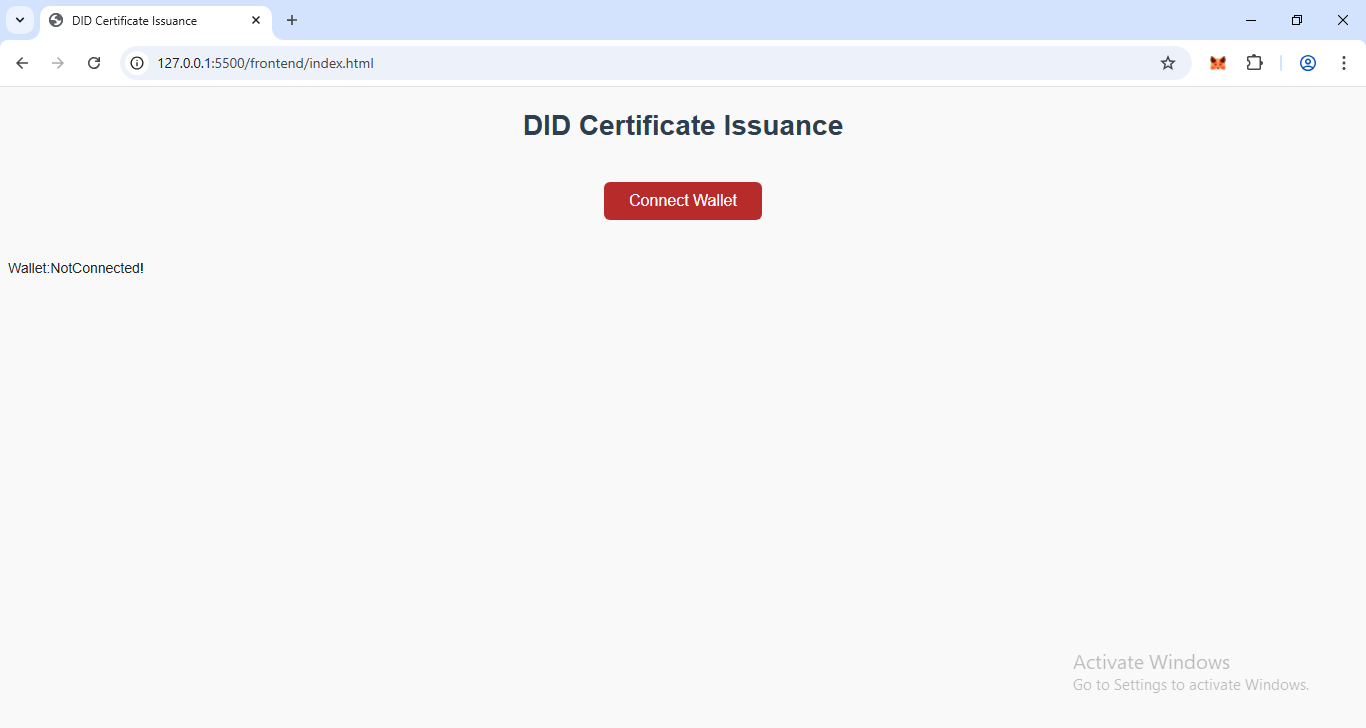 DID Certificate Issuance
127.0.0.1:5500/frontend/index.html
DID Certificate Issuance
Connect Wallet
Wallet:NotConnected!
Activate Windows
Go to Settings to activate Windows.